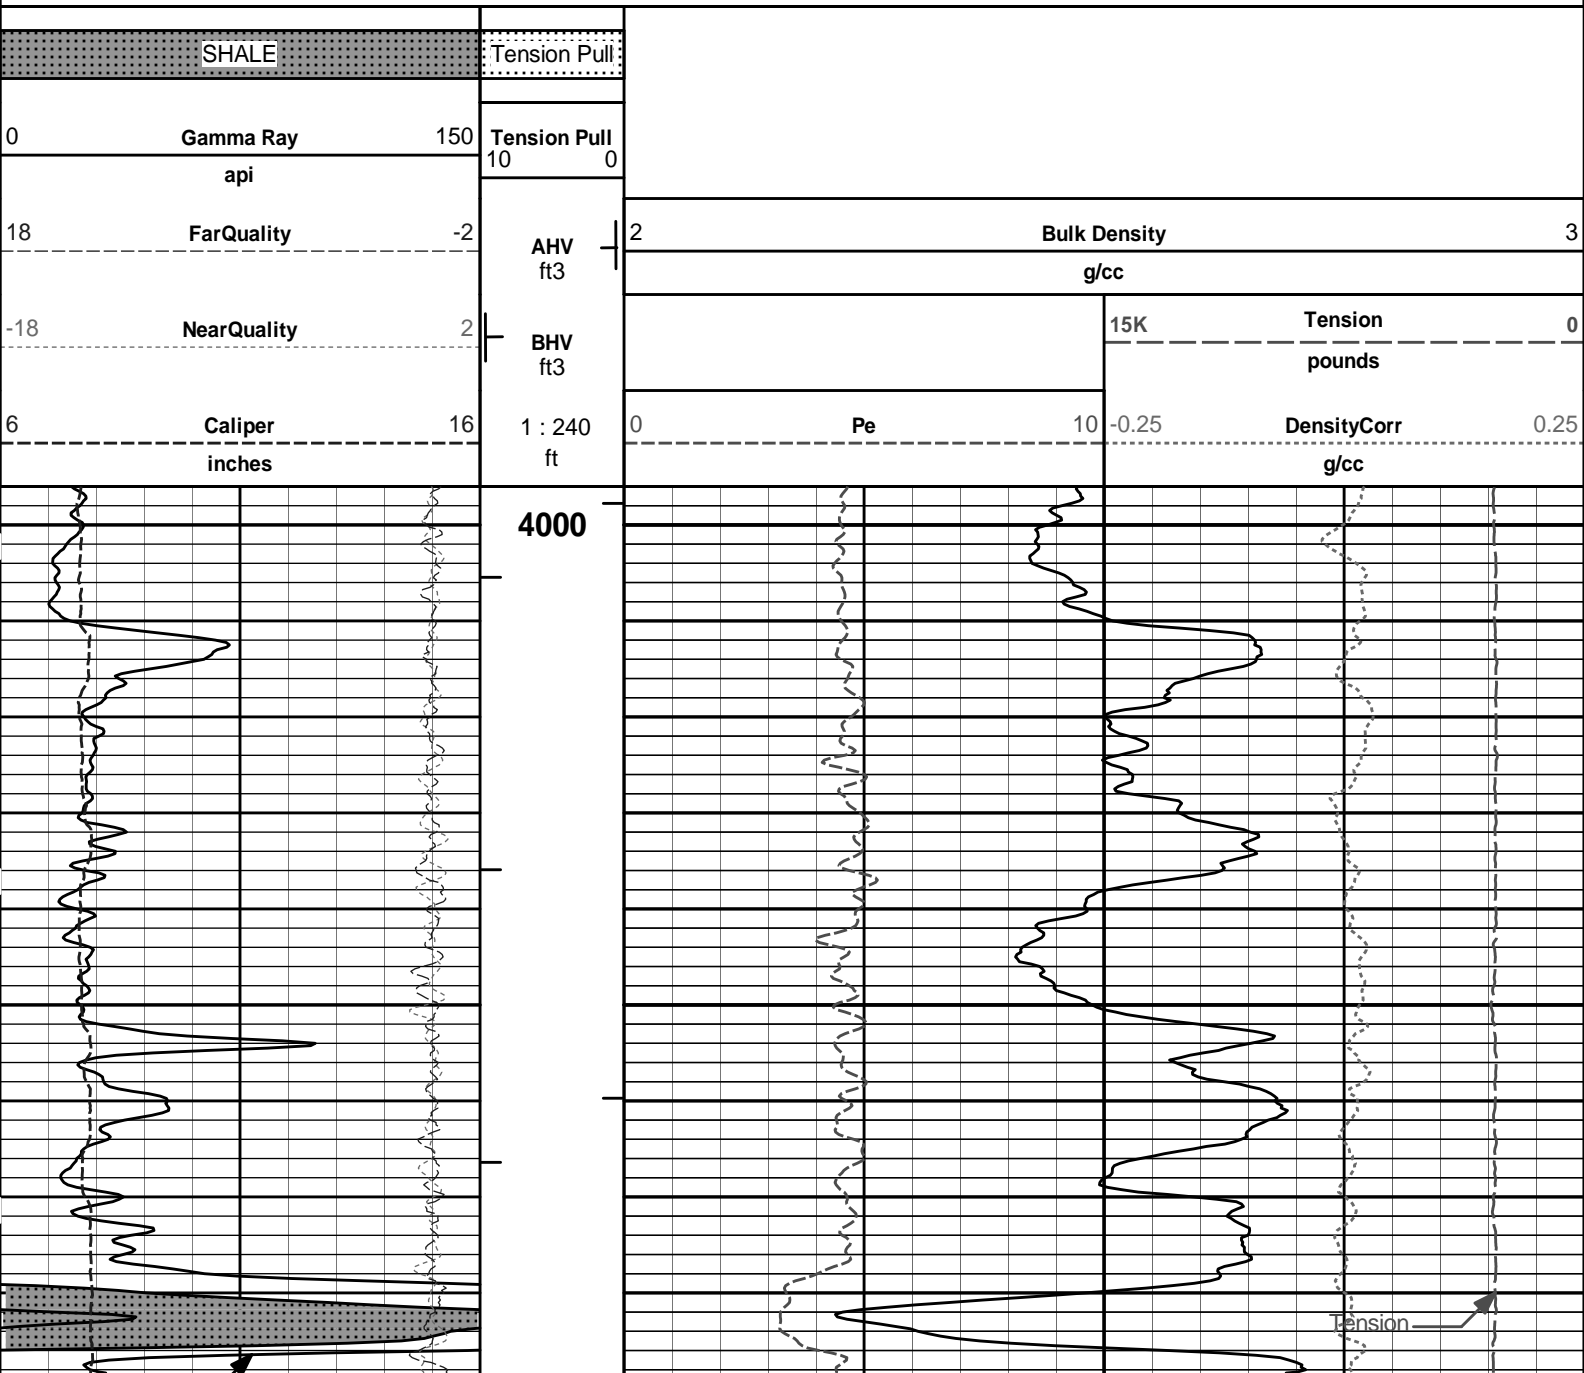 SHALE Tension Pull
0 Gamma Ray 150 Tension Pull
10 0
api
18 FarQuality -2 AHV 2 Bulk Density 3
ft3 g/cc
-18 NearQuality 2 BHV 15K Tension 0
ft3 pounds
6 Caliper 16 1 : 240 0 Pe 10 -0.25 DensityCorr 0.25
inches ft g/cc
4000
Tension